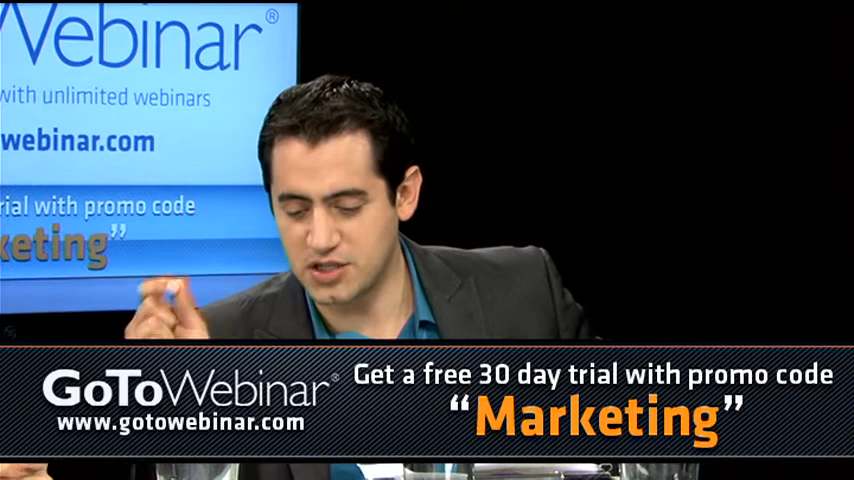 Webinar®
with unlimited webinars
webinar.com
rial with promo code
keting”
GoToWebinar®
www.gotowebinar.com
Get a free 30 day trial with promo code
“Marketing”